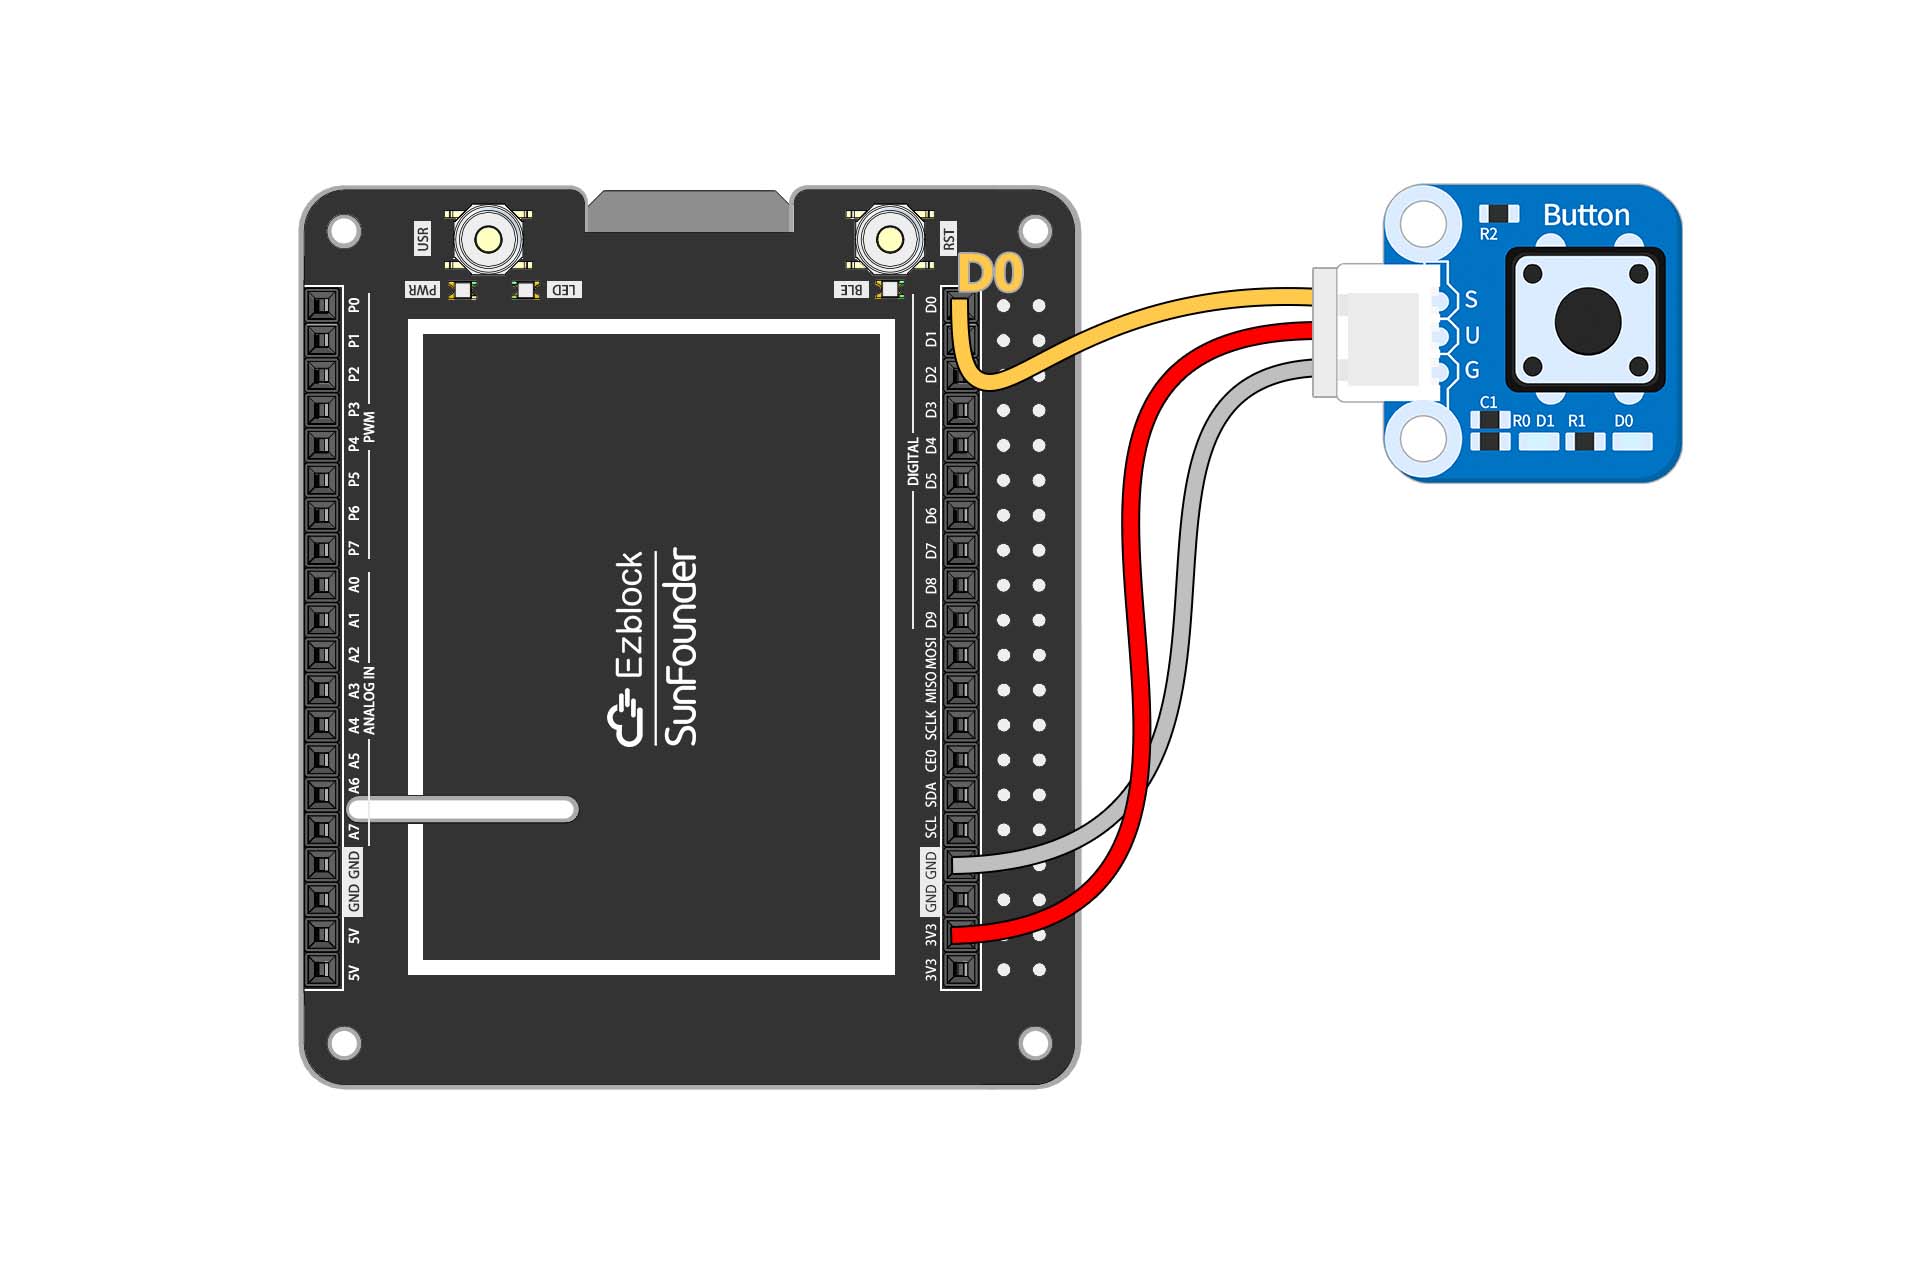 USR
PWR
LED
BLE
RST
D0
P0
P1
P2
P3
P4
P5
P6
P7
PWM
A0
A1
A2
A3
A4
A5
A6
A7
ANALOG IN
GND
GND
5V
5V
Ezblock
SunFounder
D0
D1
D2
D3
D4
D5
D6
D7
D8
D9
DIGITAL
MOSI
MISO
SCLK
CE0
SDA
SCL
GND
GND
3V3
3V3
Button
R2
S
U
G
C1
R0 D1 R1 D0